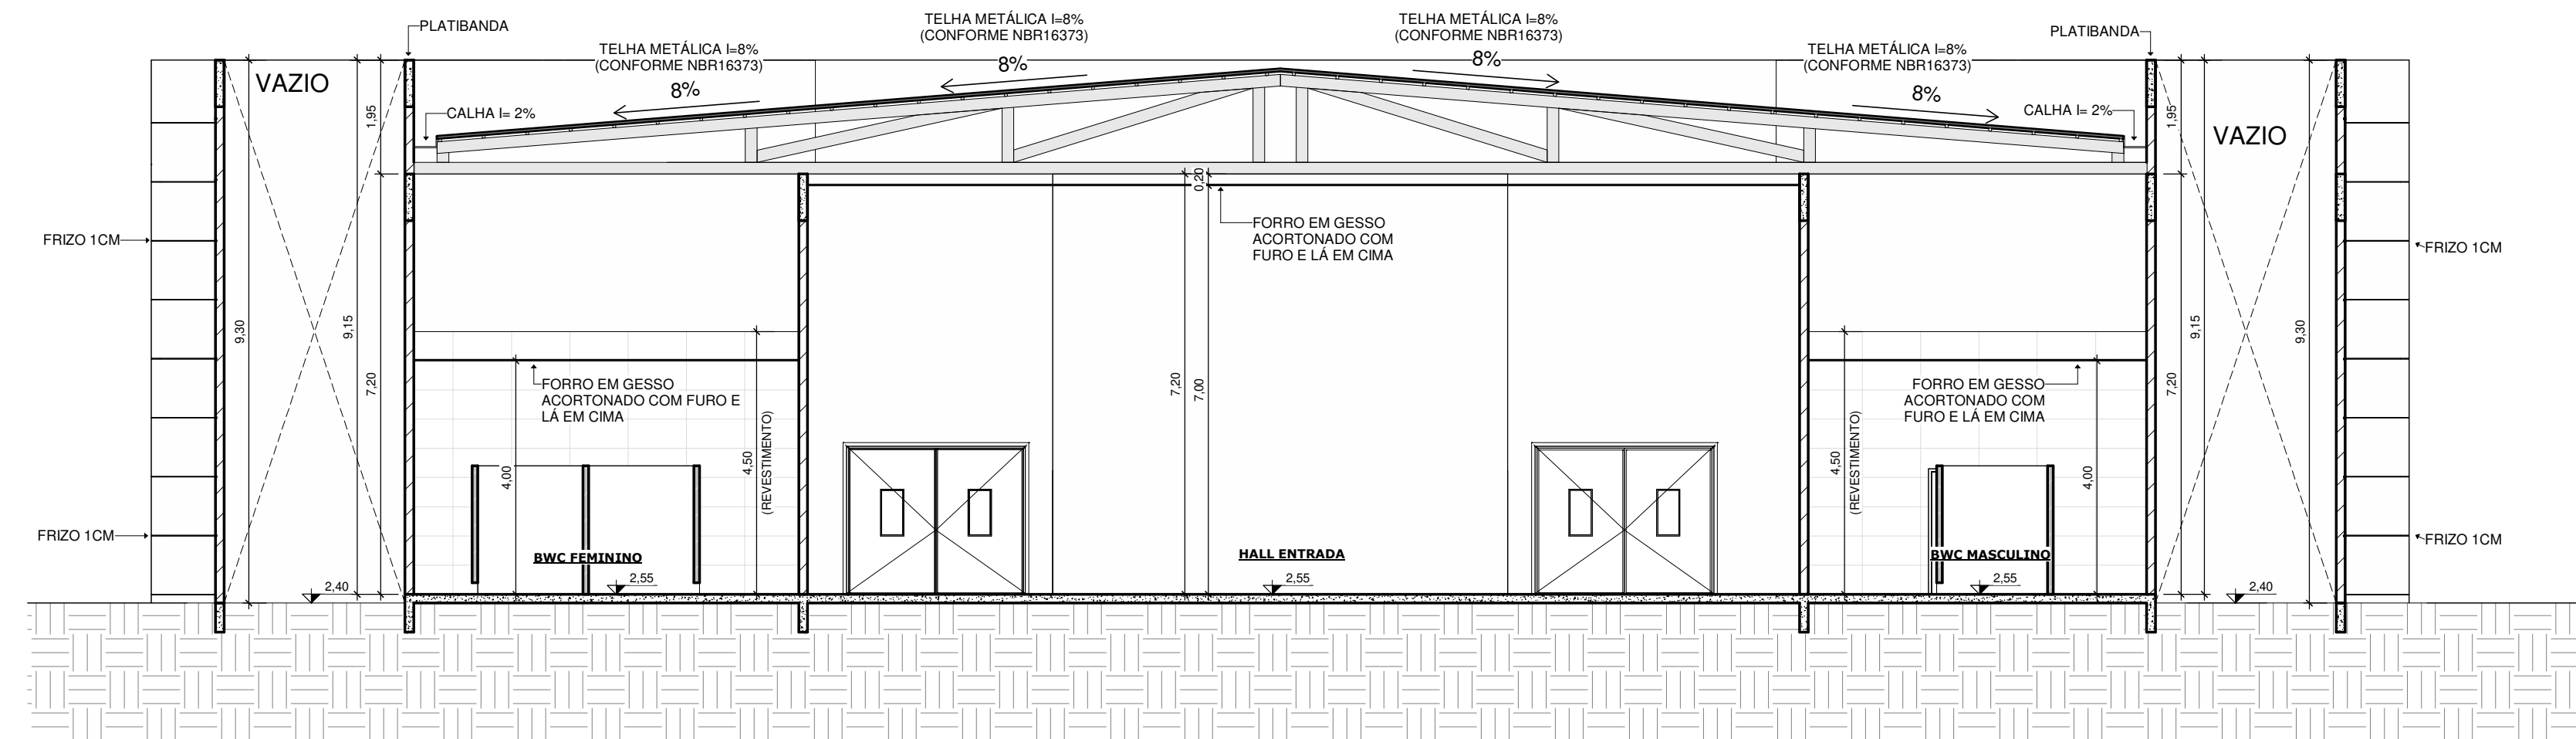 PLATIBANDA
TELHA METÁLICA I=8%
(CONFORME NBR16373)
8%
TELHA METÁLICA I=8%
(CONFORME NBR16373)
8%
TELHA METÁLICA I=8%
(CONFORME NBR16373)
8%
TELHA METÁLICA I=8%
(CONFORME NBR16373)
8%
PLATIBANDA
VAZIO
CALHA I= 2%
CALHA I= 2%
VAZIO
1,95
1,95
0,20
FORRO EM GESSO
ACORTONADO COM
FURO E LÁ EM CIMA
FRIZO 1CM
FRIZO 1CM
9,30
9,15
7,20
7,20
7,00
7,20
9,15
9,30
FORRO EM GESSO
ACORTONADO COM FURO E
LÁ EM CIMA
FORRO EM GESSO
ACORTONADO COM
FURO E LÁ EM CIMA
4,00
4,50
(REVESTIMENTO)
4,50
(REVESTIMENTO)
4,00
FRIZO 1CM
FRIZO 1CM
BWC FEMININO
HALL ENTRADA
BWC MASCULINO
2,40
2,55
2,55
2,55
2,40